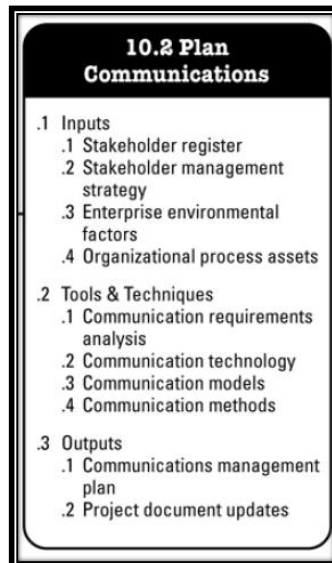 10.2 Plan
Communications
.1 Inputs
.1 Stakeholder register
.2 Stakeholder management
strategy
.3 Enterprise environmental
factors
.4 Organizational process assets
.2 Tools & Techniques
.1 Communication requirements
analysis
.2 Communication technology
.3 Communication models
.4 Communication methods
.3 Outputs
.1 Communications management
plan
.2 Project document updates